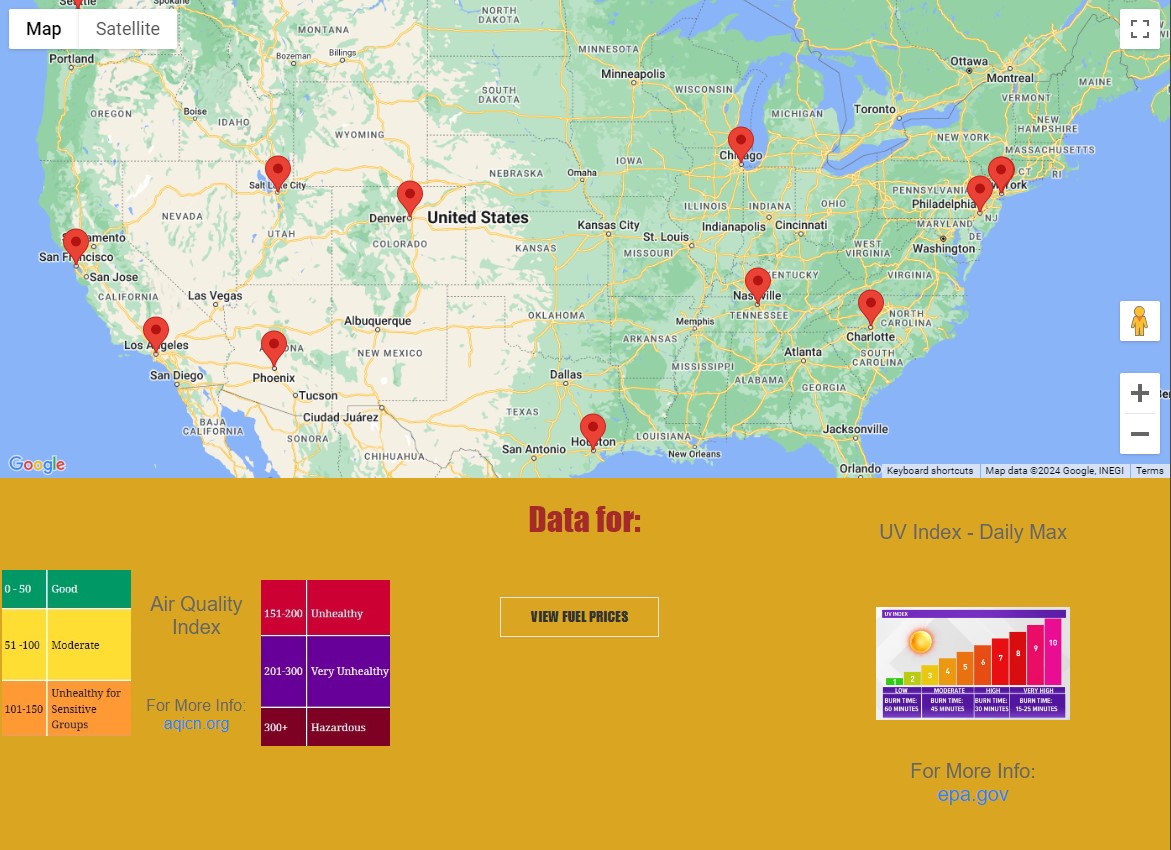 Seattle
Spokane
NORTH
DAKOTA
Map
Satellite
MONTANA
Bozeman
Billings
MINNESOTA
Portland
Minneapolis
Ottawa
Montreal
MAINE
OREGON
Boise
IDAHO
SOUTH
DAKOTA
WISCONSIN
MICHIGAN
Toronto
VERMONT
NEW
HAMPSHIRE
WYOMING
NEW YORK
MASSACHUSETTS
IOWA
Chicago
CT
RI
NEBRASKA
Omaha
Salt Lake City
PENNSYLVANIA
New York
NEVADA
Denver
United States
ILLINOIS
INDIANA
OHIO
Philadelphia
NJ
Sacramento
UTAH
COLORADO
Kansas City
St. Louis
Indianapolis
Cincinnati
MARYLAND
DE
San Francisco
KANSAS
MISSOURI
WEST
VIRGINIA
Washington
San Jose
KENTUCKY
VIRGINIA
CALIFORNIA
Las Vegas
Nashville
TENNESSEE
NORTH
CAROLINA
Albuquerque
OKLAHOMA
Memphis
Los Angeles
ARIZONA
NEW MEXICO
ARKANSAS
Charlotte
Phoenix
Atlanta
SOUTH
CAROLINA
San Diego
Dallas
MISSISSIPPI
ALABAMA
GEORGIA
Tucson
Ciudad Juárez
TEXAS
BAJA
CALIFORNIA
SONORA
Houston
LOUISIANA
Jacksonville
San Antonio
New Orleans
CHIHUAHUA
Google
Orlando
Keyboard shortcuts
Map data ©2024 Google, INEGI
Terms
Data for:
UV Index - Daily Max
0 - 50 Good
51 -100 Moderate
101-150 Unhealthy for
Sensitive
Groups
Air Quality
Index
For More Info:
aqicn.org
151-200 Unhealthy
201-300 Very Unhealthy
300+ Hazardous
VIEW FUEL PRICES
UV INDEX
1 2 3 4 5 6 7 8 9 10
LOW MODERATE HIGH VERY HIGH
BURN TIME: BURN TIME: BURN TIME: BURN TIME:
60 MINUTES 45 MINUTES 30 MINUTES 15-25 MINUTES
For More Info:
epa.gov